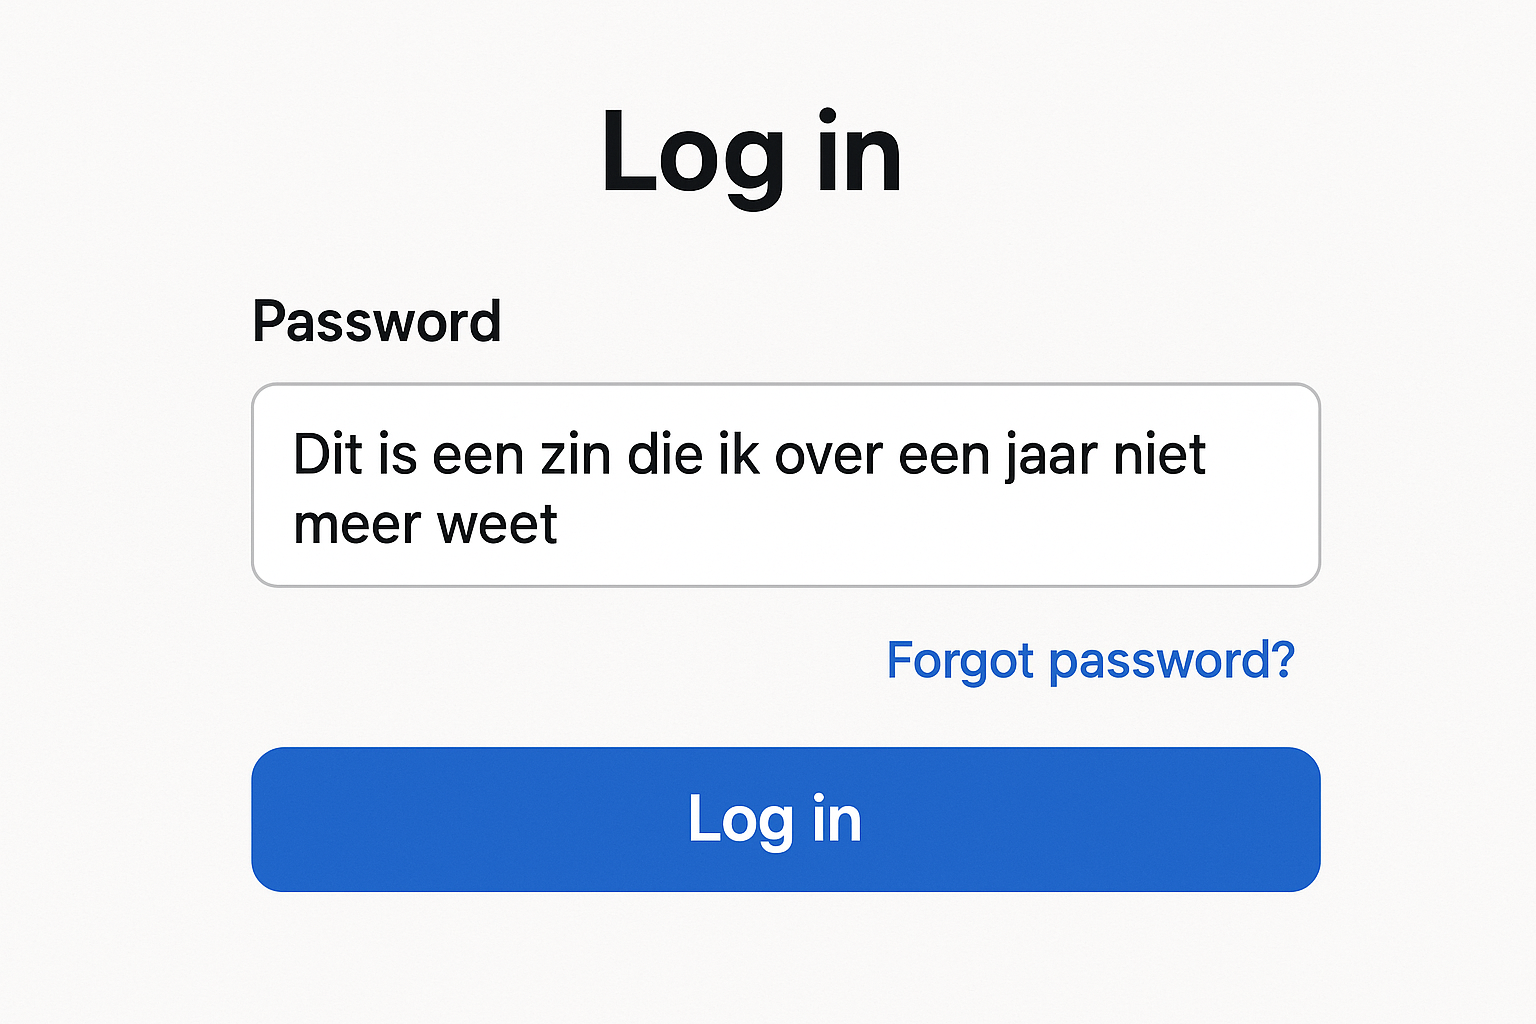 Log in
Password
Dit is een zin die ik over een jaar niet
meer weet
Forgot password?
Log in